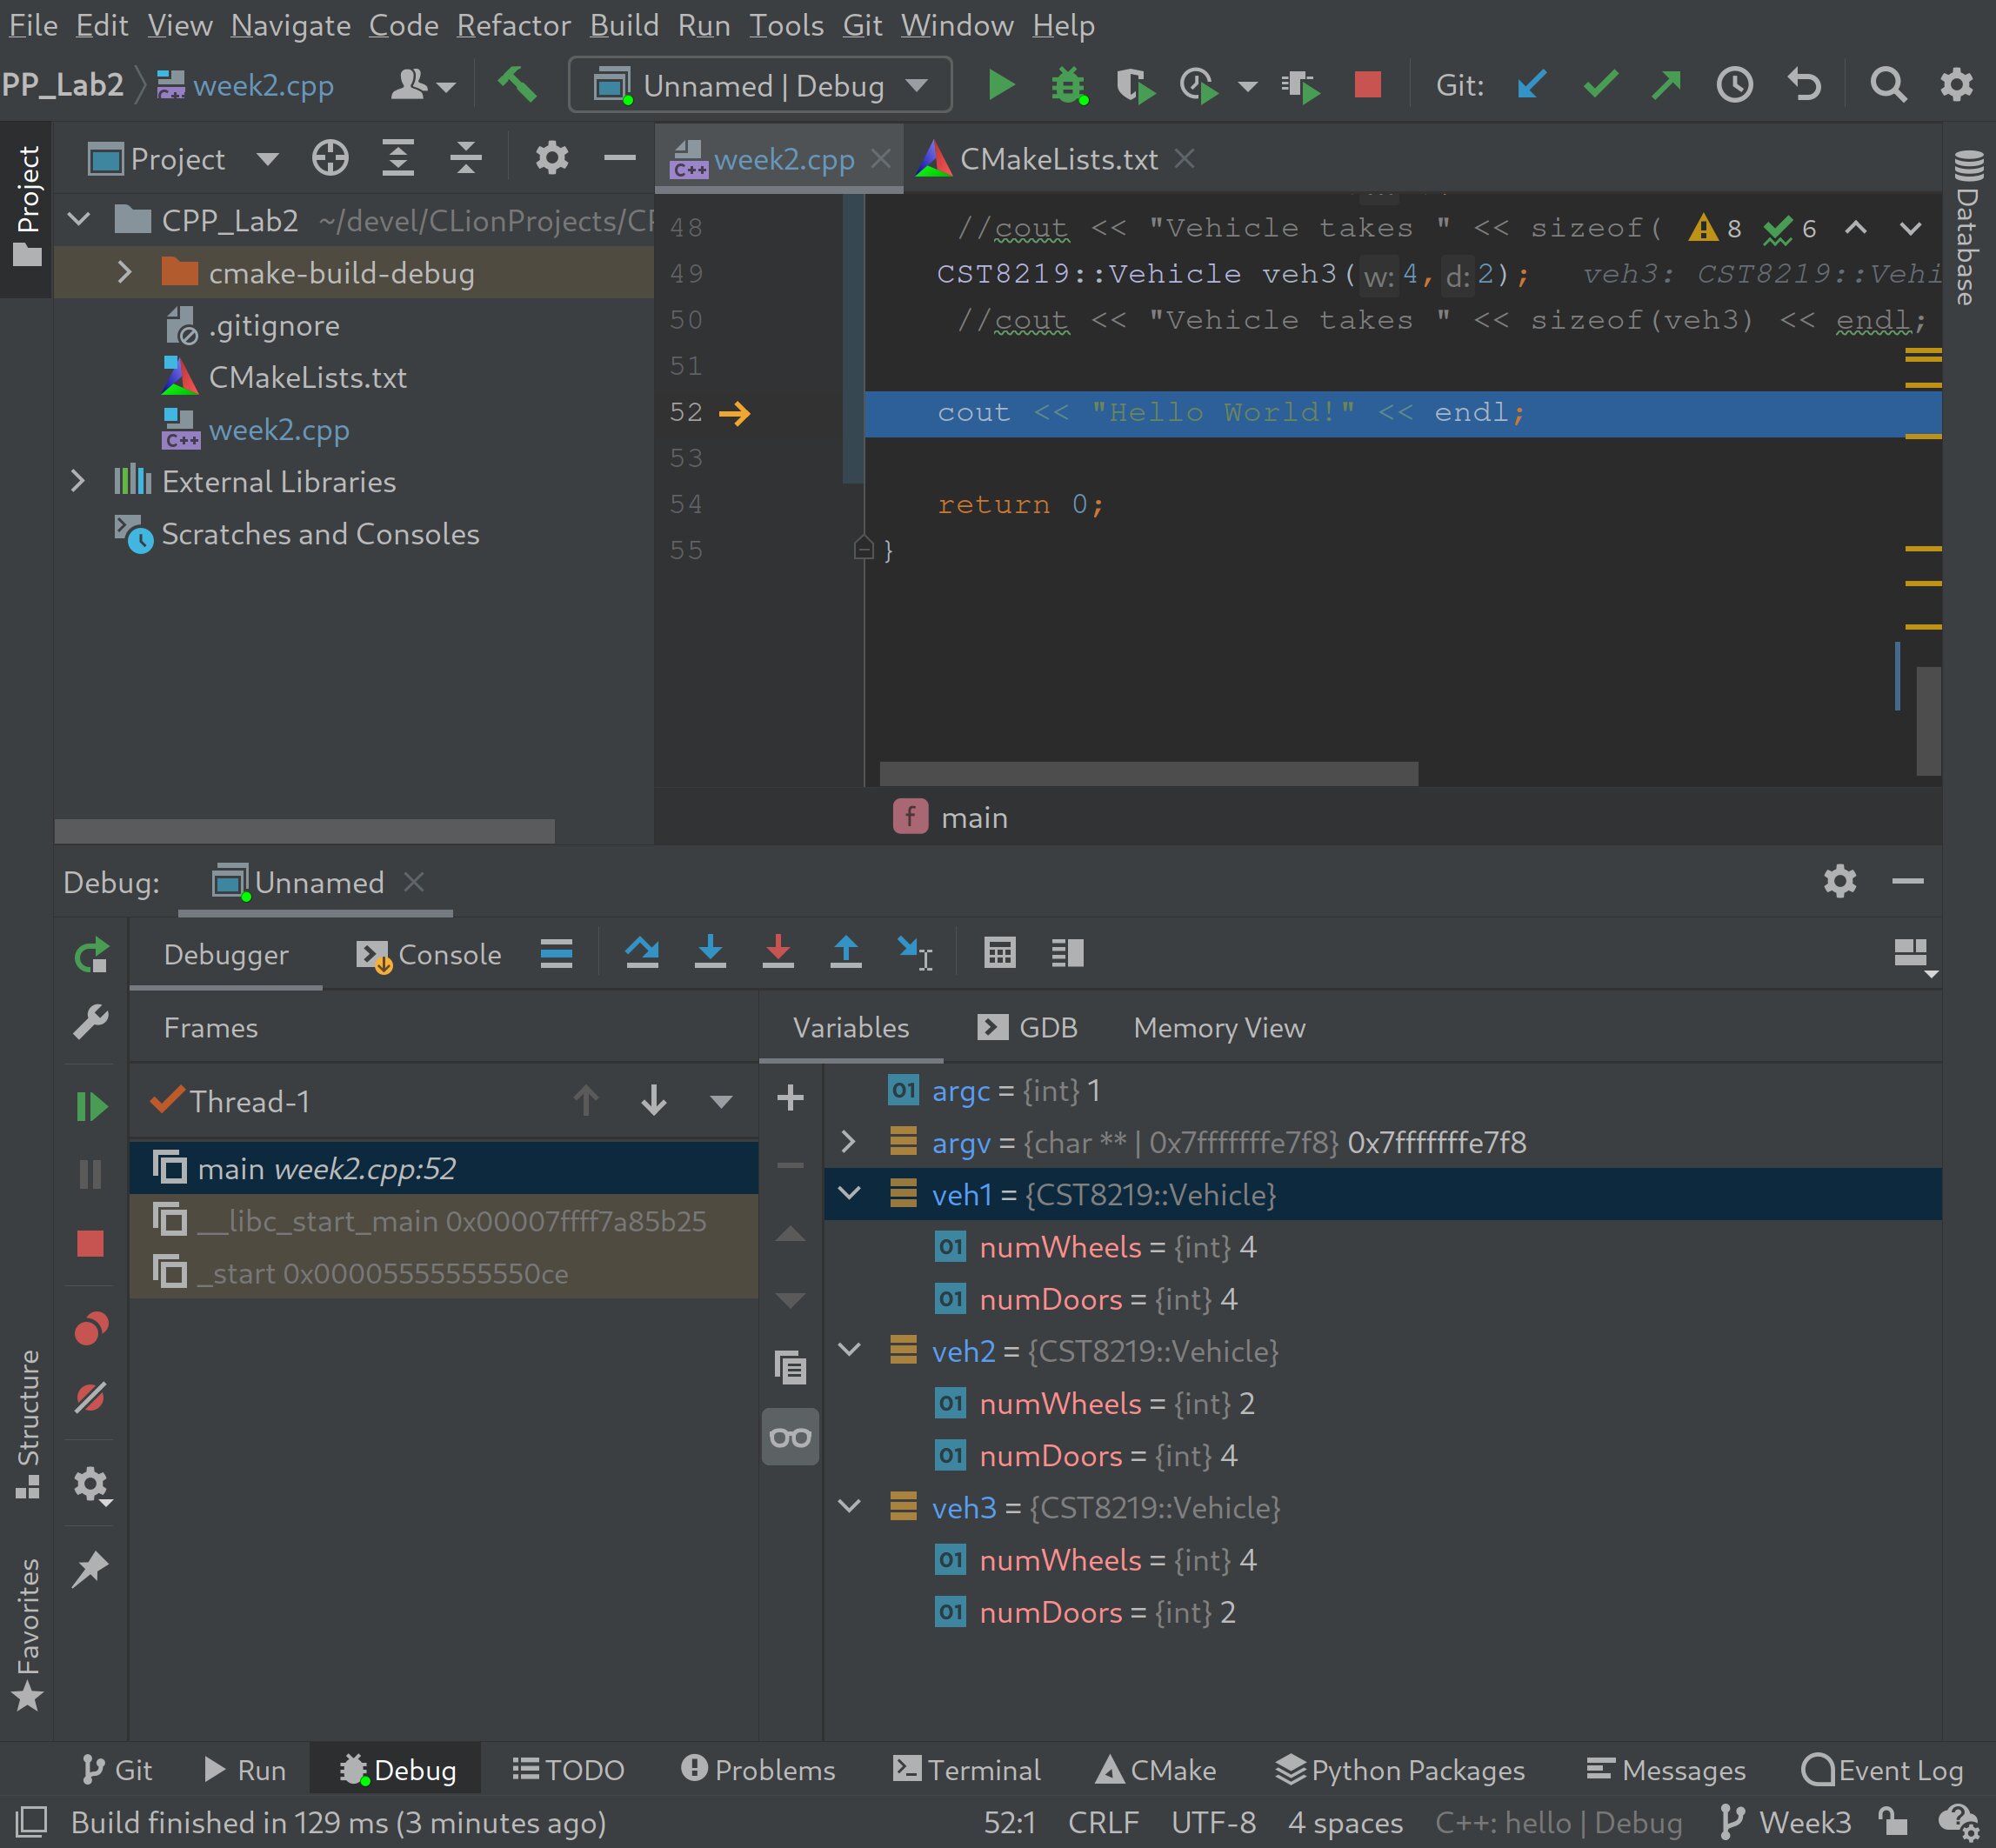 File Edit View Navigate Code Refactor Build Run Tools Git Window Help
PP_Lab2 week2.cpp Unnamed | Debug Git:
Project
Project
week2.cpp CMakeLists.txt
Database
CPP_Lab2 ~/devel/CLionProjects/CP
cmake-build-debug
.gitignore
CMakeLists.txt
week2.cpp
External Libraries
Scratches and Consoles
48 //cout << "Vehicle takes " << sizeof( 8 6
49 CST8219::Vehicle veh3(w: 4, d: 2); veh3: CST8219::Vehi
50 //cout << "Vehicle takes " << sizeof(veh3) << endl;
51
52 cout << "Hello World!" << endl;
53
54 return 0;
55 }
f main
Debug: Unnamed
Debugger Console
Frames
Variables GDB Memory View
Thread-1
main week2.cpp:52
__libc_start_main 0x00007ffff7a85b25
_start 0x00005555555550ce
01 argc = {int} 1
argv = {char ** | 0x7fffffffe7f8} 0x7fffffffe7f8
veh1 = {CST8219::Vehicle}
01 numWheels = {int} 4
01 numDoors = {int} 4
veh2 = {CST8219::Vehicle}
01 numWheels = {int} 2
01 numDoors = {int} 4
veh3 = {CST8219::Vehicle}
01 numWheels = {int} 4
01 numDoors = {int} 2
Structure
Favorites
Git Run Debug TODO Problems Terminal CMake Python Packages Messages Event Log
Build finished in 129 ms (3 minutes ago) 52:1 CRLF UTF-8 4 spaces C++: hello | Debug Week3